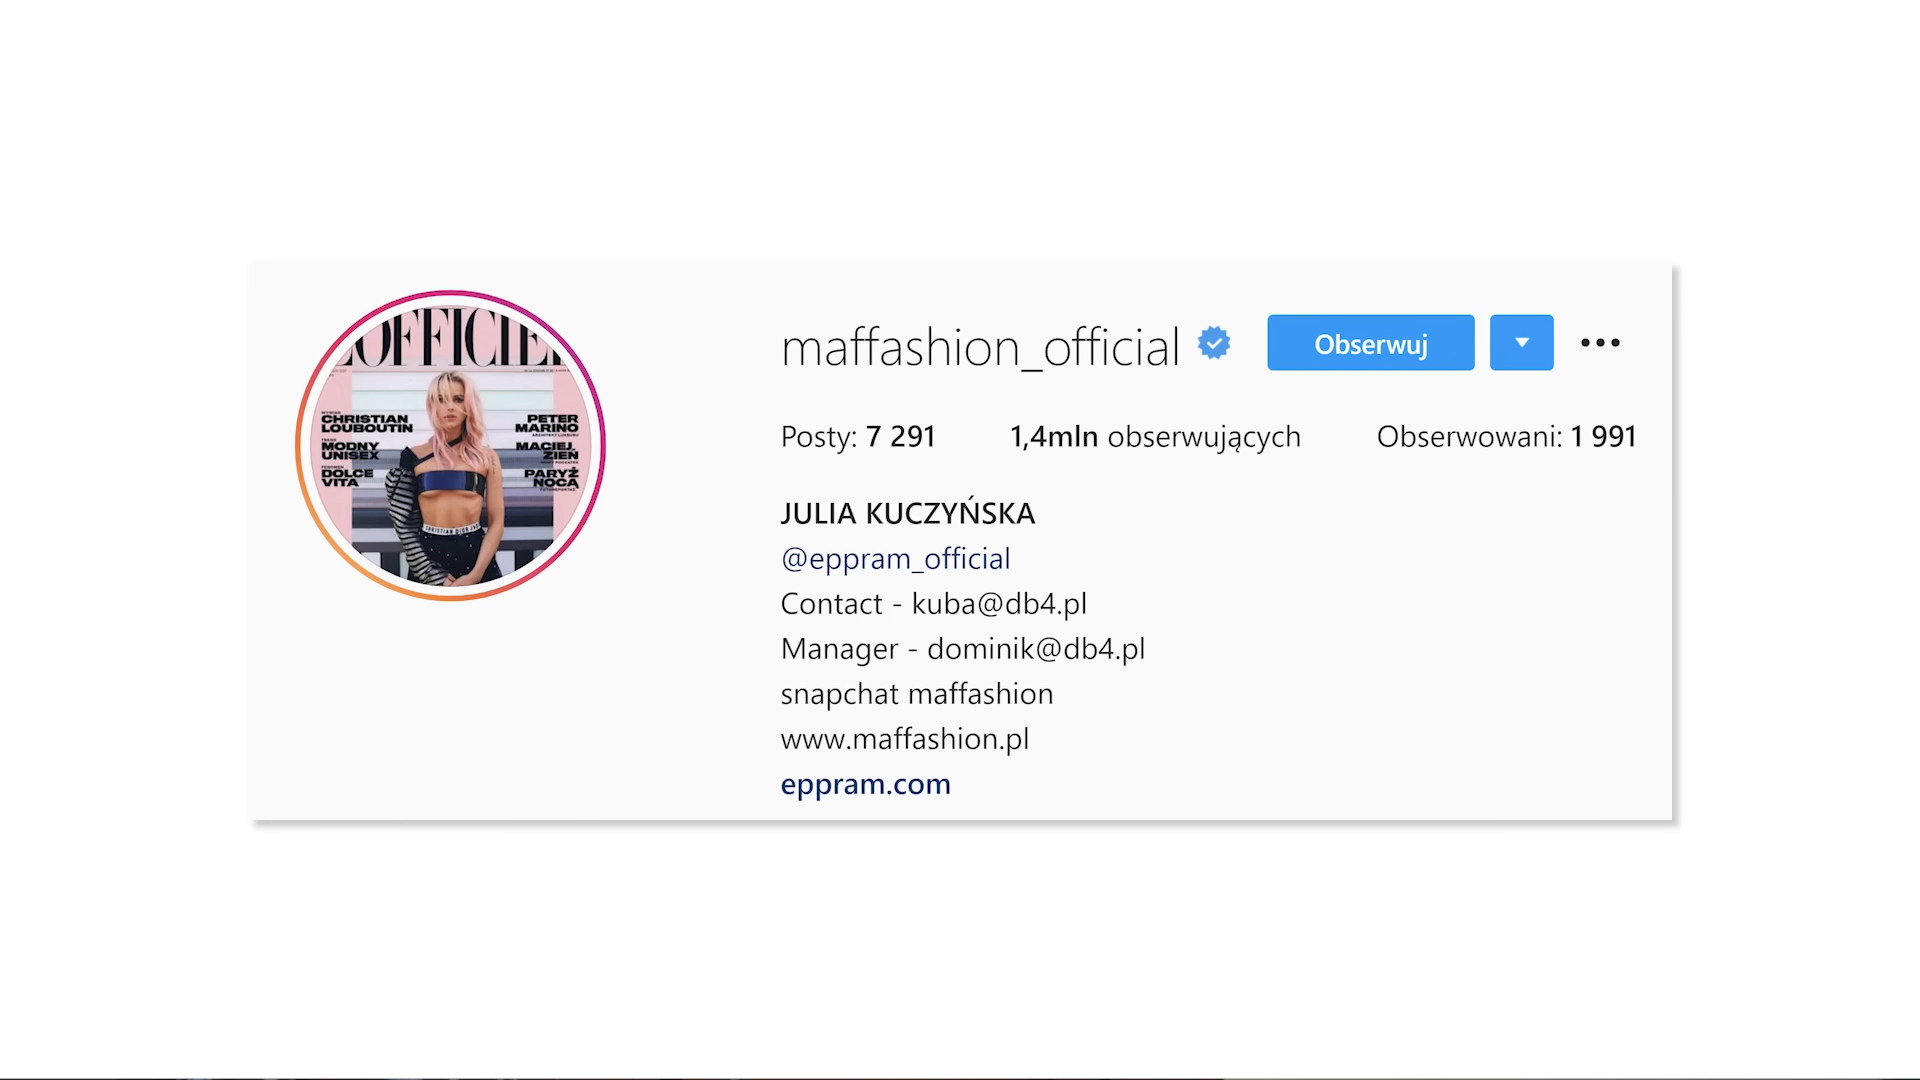 L'OFFICIEL
CHRISTIAN
LOUBOUTIN
MODNY
UNISEX
DOLCE
VITA
PETER
MARINO
MACIEJ
ZIEŃ
PARYŻ
NOCĄ
maffashion_official
Obserwuj
Posty: 7 291
1,4mln obserwujących
Obserwowani: 1 991
JULIA KUCZYŃSKA
@eppram_official
Contact - kuba@db4.pl
Manager - dominik@db4.pl
snapchat maffashion
www.maffashion.pl
eppram.com